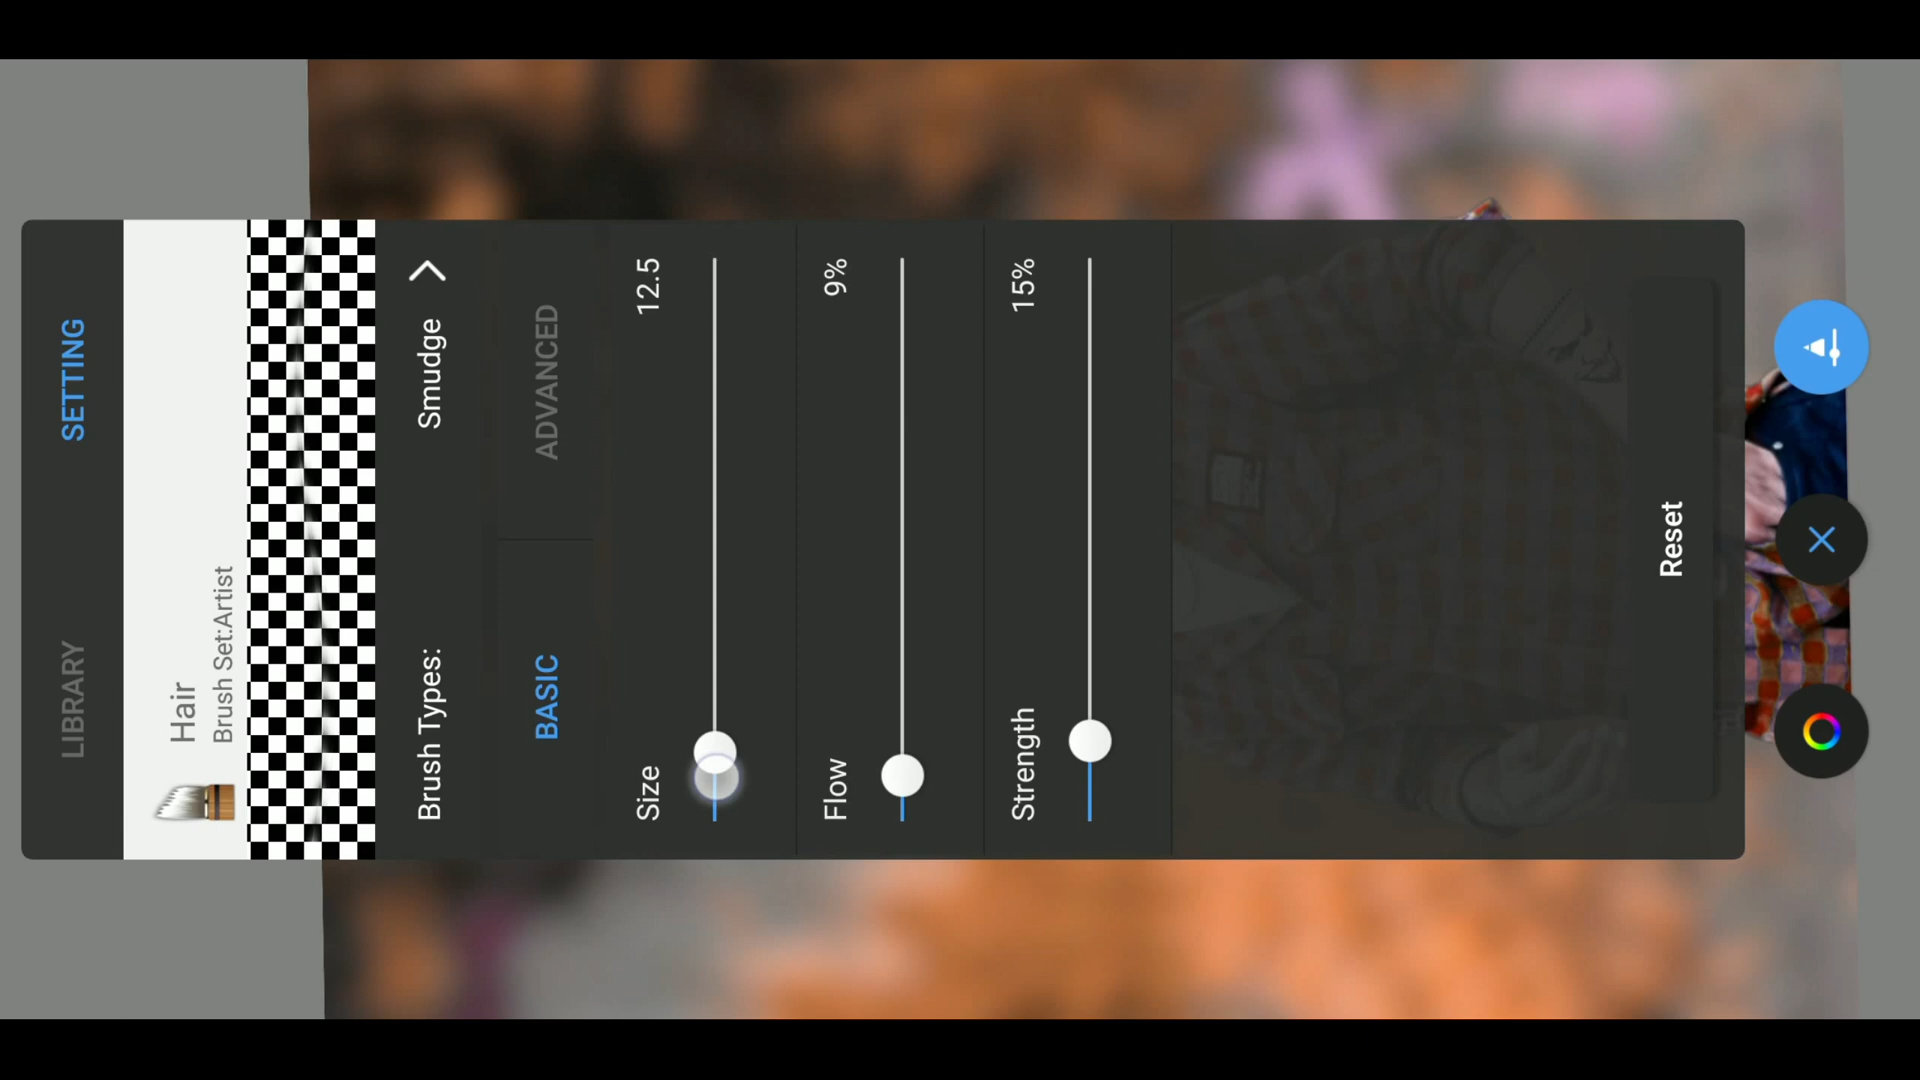 LIBRARY SETTING
Hair
Brush Set:Artist
Brush Types: Smudge
BASIC ADVANCED
Size 12.5
Flow 9%
Strength 15%
Reset